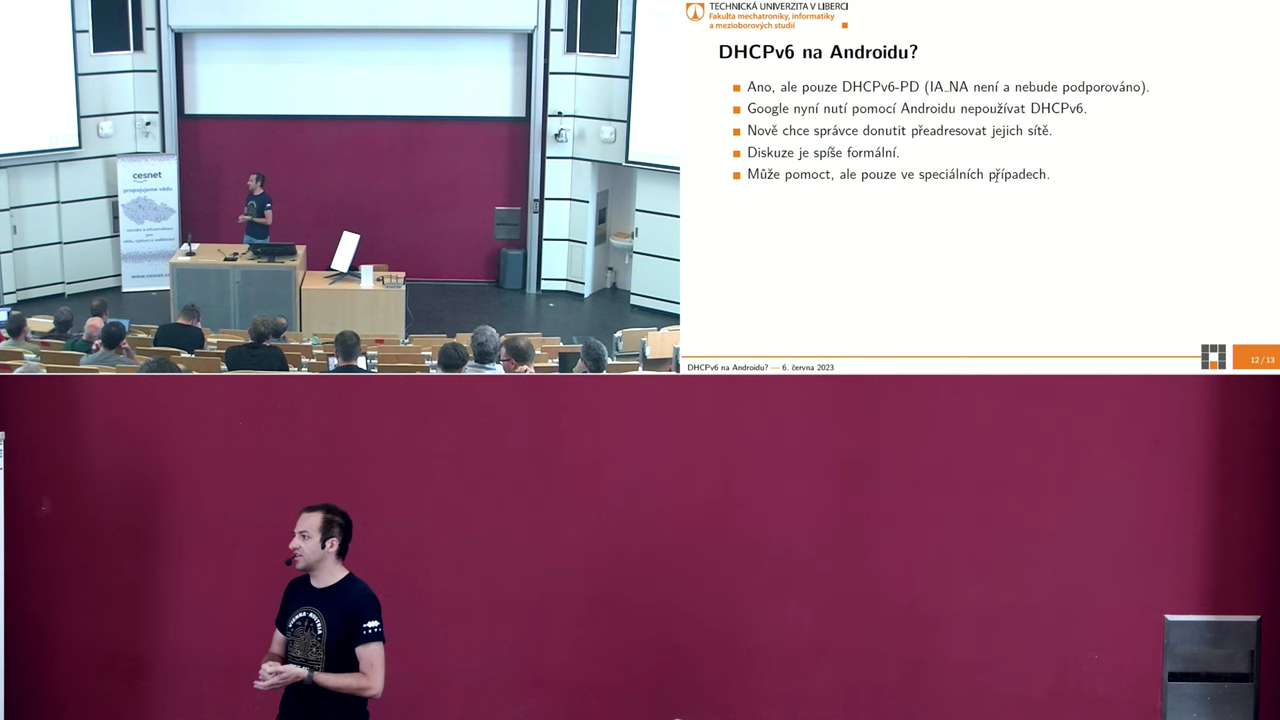 cesnet
propojujeme vědu
TECHNICKÁ UNIVERZITA V LIBERCI
Fakulta mechatroniky, informatiky
a mezioborových studií
DHCPv6 na Androidu?
Ano, ale pouze DHCPv6-PD (IA_NA není a nebude podporováno).
Google nyní nutí pomocí Androidu nepoužívat DHCPv6.
Nově chce správce donutit přeadresovat jejich sítě.
Diskuze je spíše formální.
Může pomoct, ale pouze ve speciálních případech.
DHCPv6 na Androidu? — 6. června 2023
12 / 13